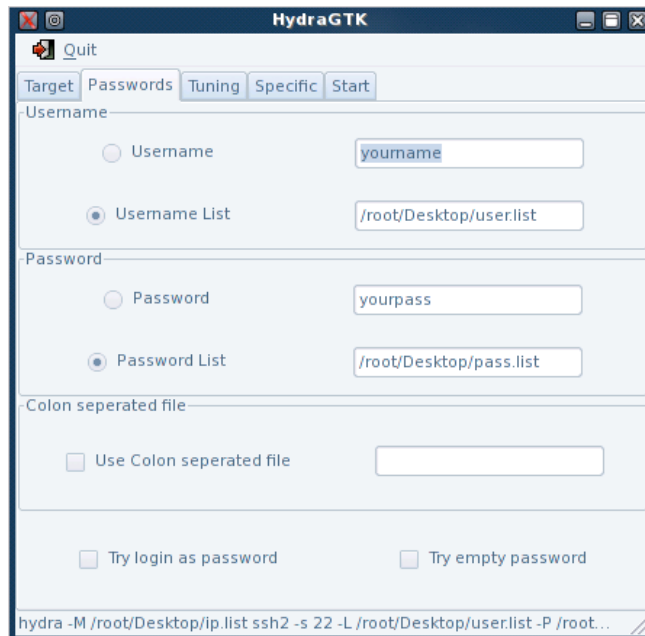 HydraGTK
Quit
Target Passwords Tuning Specific Start
Username
Username yourname
Username List /root/Desktop/user.list
Password
Password yourpass
Password List /root/Desktop/pass.list
Colon seperated file
Use Colon seperated file
Try login as password Try empty password
hydra -M /root/Desktop/ip.list ssh2 -s 22 -L /root/Desktop/user.list -P /root...